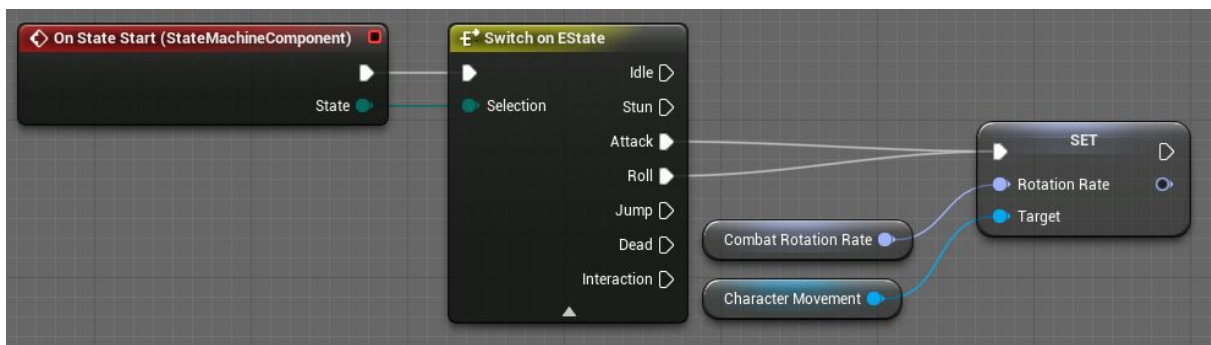 On State Start (StateMachineComponent)
State
Switch on EState
Selection
Idle
Stun
Attack
Roll
Jump
Dead
Interaction
Combat Rotation Rate
Character Movement
SET
Rotation Rate
Target